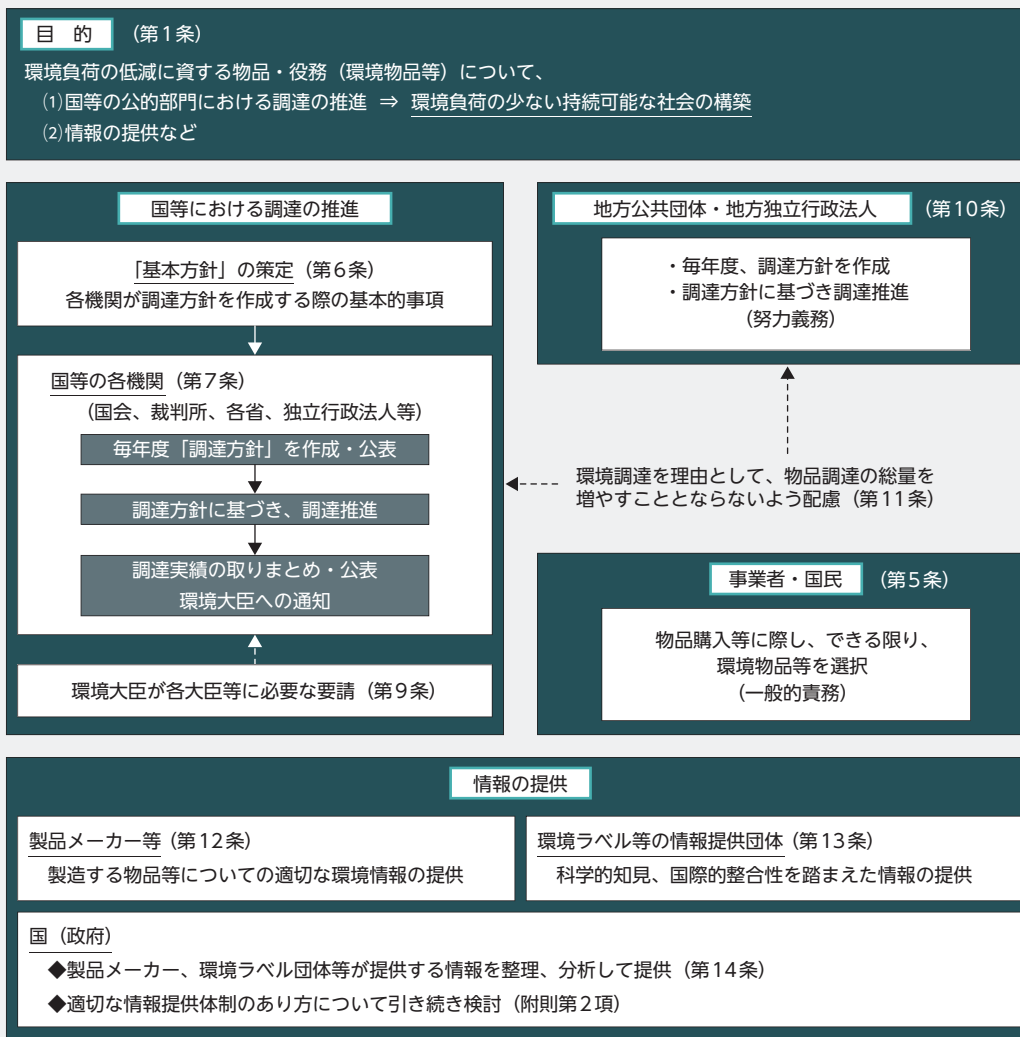 目 的 (第1条)
環境負荷の低減に資する物品・役務（環境物品等）について、
⑴国等の公的部門における調達の推進 ⇒ 環境負荷の少ない持続可能な社会の構築
⑵情報の提供など
国等における調達の推進
「基本方針」の策定（第6条）
各機関が調達方針を作成する際の基本的事項
国等の各機関（第7条）
（国会、裁判所、各省、独立行政法人等）
毎年度「調達方針」を作成・公表
調達方針に基づき、調達推進
調達実績の取りまとめ・公表
環境大臣への通知
環境大臣が各大臣等に必要な要請（第9条）
地方公共団体・地方独立行政法人 （第10条）
・毎年度、調達方針を作成
・調達方針に基づき調達推進
（努力義務）
環境調達を理由として、物品調達の総量を
増やすこととならないよう配慮（第11条）
事業者・国民 （第5条）
物品購入等に際し、できる限り、
環境物品等を選択
（一般的責務）
情報の提供
製品メーカー等（第12条）
製造する物品等についての適切な環境情報の提供
環境ラベル等の情報提供団体（第13条）
科学的知見、国際的整合性を踏まえた情報の提供
国（政府）
◆製品メーカー、環境ラベル団体等が提供する情報を整理、分析して提供（第14条）
◆適切な情報提供体制のあり方について引き続き検討（附則第2項）